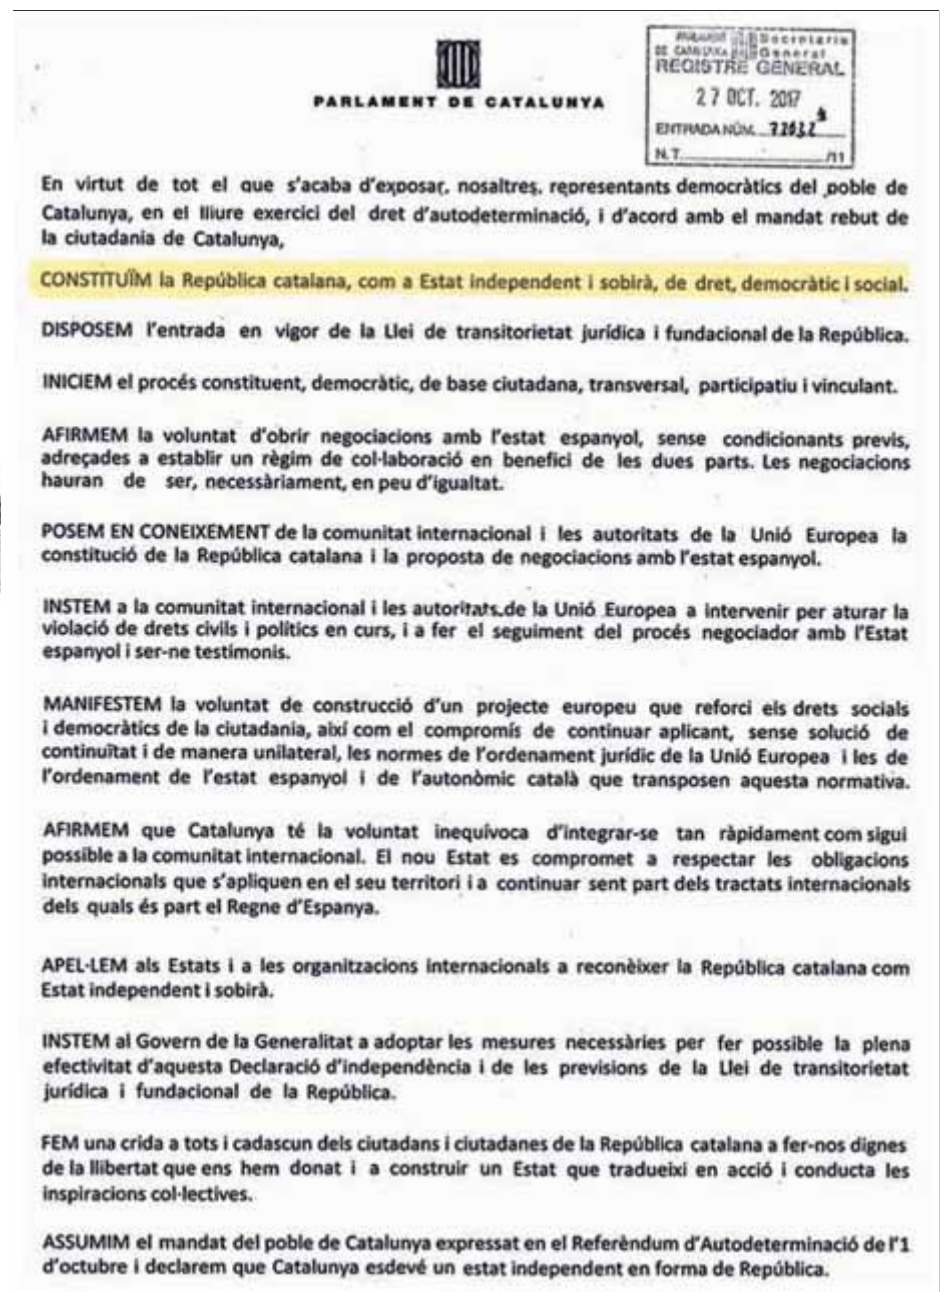 PARLAMENT DE CATALUNYA
PARLAMENT DE CATALUNYA Secretaria General
REGISTRE GENERAL
27 OCT. 2017
ENTRADA NÚM.
N.T. /11
En virtut de tot el que s’acaba d’exposar, nosaltres, representants democràtics del poble de
Catalunya, en el lliure exercici del dret d’autodeterminació, i d’acord amb el mandat rebut de
la ciutadania de Catalunya,
CONSTITUÏM la República catalana, com a Estat independent i sobirà, de dret, democràtic i social.
DISPOSEM l’entrada en vigor de la Llei de transitorietat jurídica i fundacional de la República.
INICIEM el procés constituent, democràtic, de base ciutadana, transversal, participatiu i vinculant.
AFIRMEM la voluntat d’obrir negociacions amb l’estat espanyol, sense condicionants previs,
adreçades a establir un règim de col·laboració en benefici de les dues parts. Les negociacions
hauran de ser, necessàriament, en peu d’igualtat.
POSEM EN CONEIXEMENT de la comunitat internacional i les autoritats de la Unió Europea la
constitució de la República catalana i la proposta de negociacions amb l’estat espanyol.
INSTEM a la comunitat internacional i les autoritats de la Unió Europea a intervenir per aturar la
violació de drets civils i polítics en curs, i a fer el seguiment del procés negociador amb l’Estat
espanyol i ser-ne testimonis.
MANIFESTEM la voluntat de construcció d’un projecte europeu que reforci els drets socials
i democràtics de la ciutadania, així com el compromís de continuar aplicant, sense solució de
continuïtat i de manera unilateral, les normes de l’ordenament jurídic de la Unió Europea i les de
l’ordenament de l’estat espanyol i de l’autonòmic català que transposen aquesta normativa.
AFIRMEM que Catalunya té la voluntat inequívoca d’integrar-se tan ràpidament com sigui
possible a la comunitat internacional. El nou Estat es compromet a respectar les obligacions
internacionals que s’apliquen en el seu territori i a continuar sent part dels tractats internacionals
dels quals és part el Regne d’Espanya.
APEL·LEM als Estats i a les organitzacions internacionals a reconèixer la República catalana com
Estat independent i sobirà.
INSTEM al Govern de la Generalitat a adoptar les mesures necessàries per fer possible la plena
efectivitat d’aquesta Declaració d’independència i de les previsions de la Llei de transitorietat
jurídica i fundacional de la República.
FEM una crida a tots i cadascun dels ciutadans i ciutadanes de la República catalana a fer-nos dignes
de la llibertat que ens hem donat i a construir un Estat que tradueixi en acció i conducta les
inspiracions col·lectives.
ASSUMIM el mandat del poble de Catalunya expressat en el Referèndum d’Autodeterminació de l’1
d’octubre i declarem que Catalunya esdevé un estat independent en forma de República.